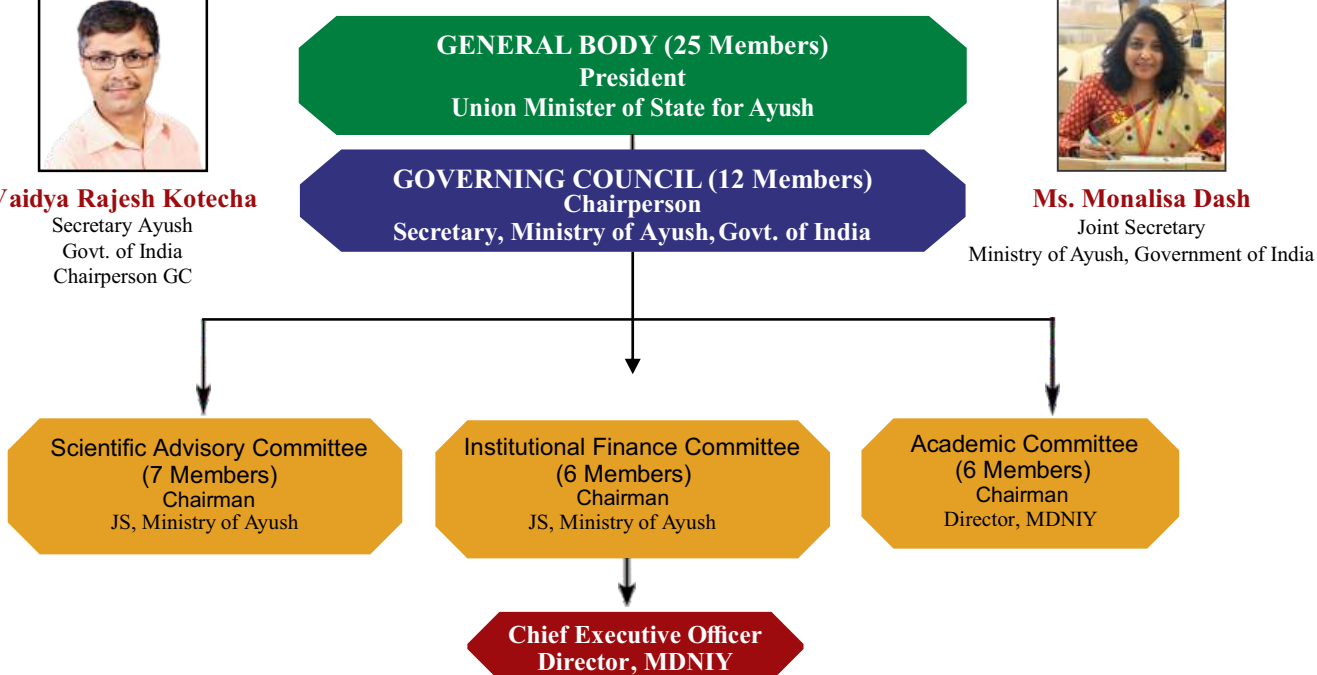 GENERAL BODY (25 Members)
President
Union Minister of State for Ayush
GOVERNING COUNCIL (12 Members)
Chairperson
Secretary, Ministry of Ayush, Govt. of India
Vaidya Rajesh Kotecha
Secretary Ayush
Govt. of India
Chairperson GC
Ms. Monalisa Dash
Joint Secretary
Ministry of Ayush, Government of India
Scientific Advisory Committee
(7 Members)
Chairman
JS, Ministry of Ayush
Institutional Finance Committee
(6 Members)
Chairman
JS, Ministry of Ayush
Academic Committee
(6 Members)
Chairman
Director, MDNIY
Chief Executive Officer
Director, MDNIY